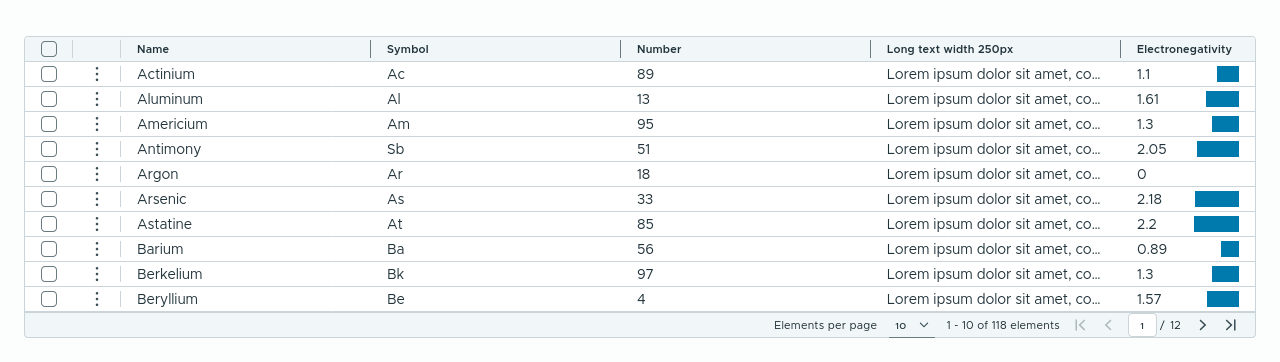 Name Symbol Number Long text width 250px Electronegativity
Actinium Ac 89 Lorem ipsum dolor sit amet, co... 1.1
Aluminum Al 13 Lorem ipsum dolor sit amet, co... 1.61
Americium Am 95 Lorem ipsum dolor sit amet, co... 1.3
Antimony Sb 51 Lorem ipsum dolor sit amet, co... 2.05
Argon Ar 18 Lorem ipsum dolor sit amet, co... 0
Arsenic As 33 Lorem ipsum dolor sit amet, co... 2.18
Astatine At 85 Lorem ipsum dolor sit amet, co... 2.2
Barium Ba 56 Lorem ipsum dolor sit amet, co... 0.89
Berkelium Bk 97 Lorem ipsum dolor sit amet, co... 1.3
Beryllium Be 4 Lorem ipsum dolor sit amet, co... 1.57
Elements per page 10 1 - 10 of 118 elements 1 / 12